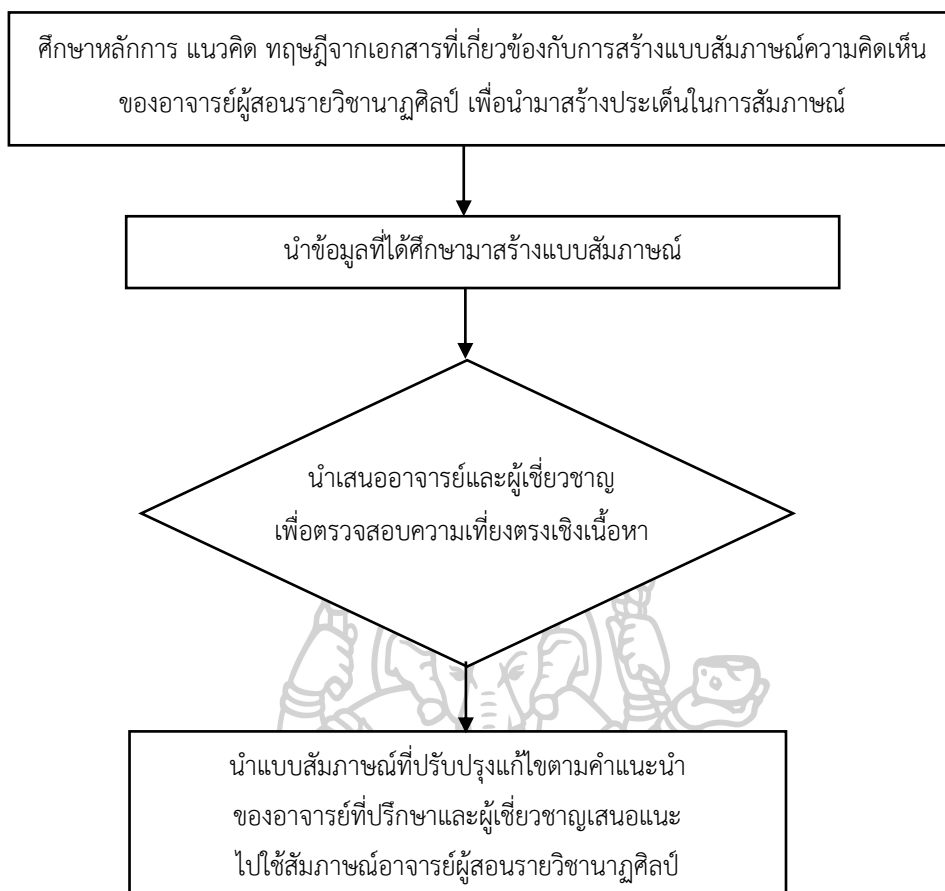 ศึกษาหลักการ แนวคิด ทฤษฎีจากเอกสารที่เกี่ยวข้องกับการสร้างแบบสัมภาษณ์ความคิดเห็น
ของอาจารย์ผู้สอนรายวิชานาฏศิลป์ เพื่อนำมาสร้างประเด็นในการสัมภาษณ์
นำข้อมูลที่ได้ศึกษามาสร้างแบบสัมภาษณ์
นำเสนออาจารย์และผู้เชี่ยวชาญ
เพื่อตรวจสอบความเที่ยงตรงเชิงเนื้อหา
นำแบบสัมภาษณ์ที่ปรับปรุงแก้ไขตามคำแนะนำ
ของอาจารย์ที่ปรึกษาและผู้เชี่ยวชาญเสนอแนะ
ไปใช้สัมภาษณ์อาจารย์ผู้สอนรายวิชานาฏศิลป์